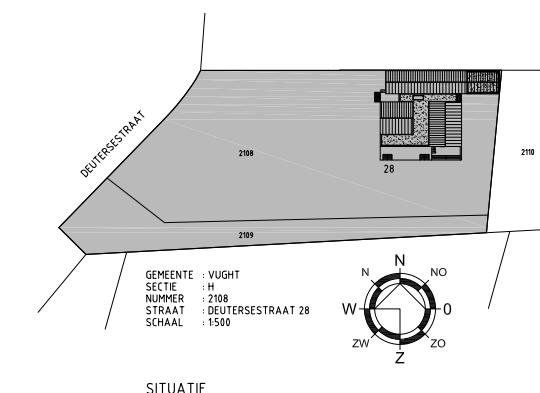 DEUTERSESTRAAT
2108
2110
28
2109
GEMEENTE : VUGHT
SECTIE : H
NUMMER : 2108
STRAAT : DEUTERSESTRAAT 28
SCHAAL : 1:500
N
N NO
W O
ZW ZO
Z
SITUATIE